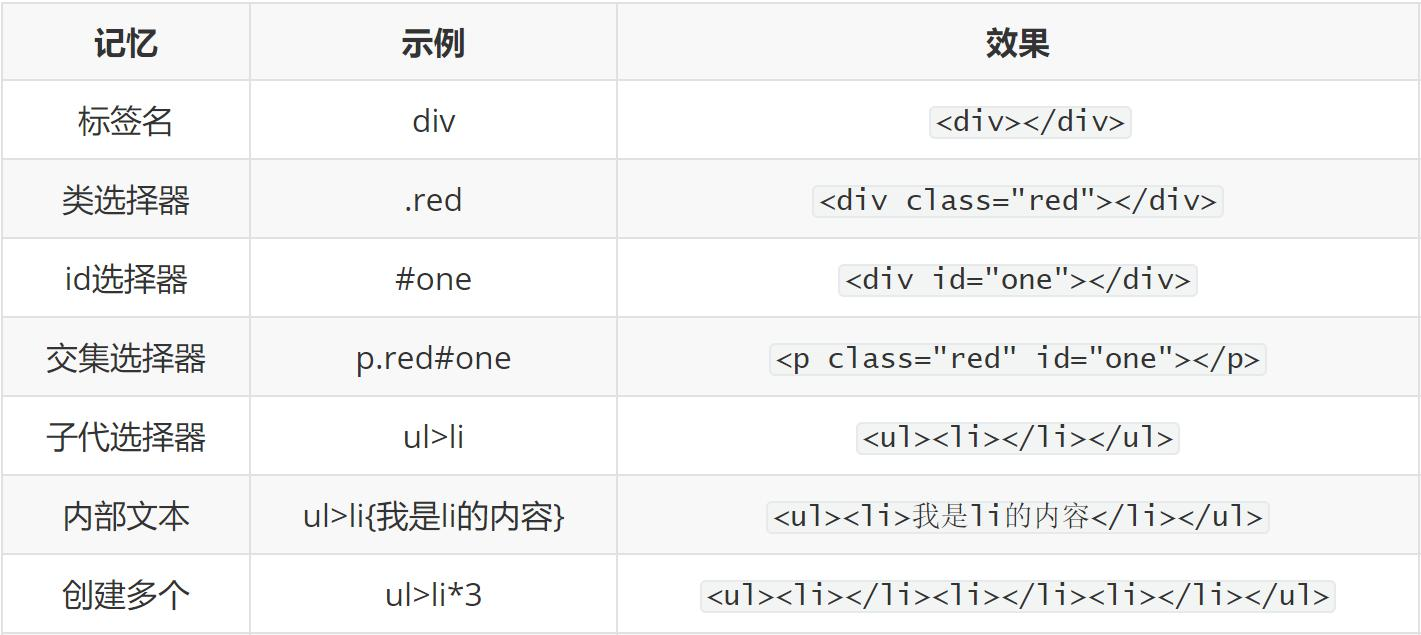 记忆 示例 效果
标签名 div <div></div>
类选择器 .red <div class="red"></div>
id选择器 #one <div id="one"></div>
交集选择器 p.red#one <p class="red" id="one"></p>
子代选择器 ul>li <ul><li></li></ul>
内部文本 ul>li{我是li的内容} <ul><li>我是li的内容</li></ul>
创建多个 ul>li*3 <ul><li></li><li></li><li></li></ul>